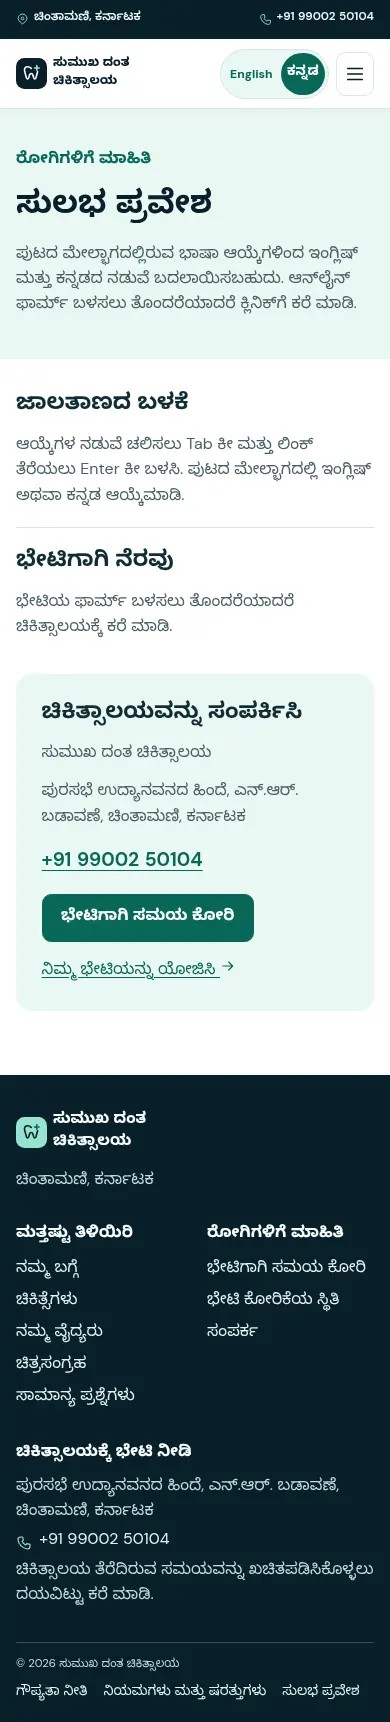 ಚಿಂತಾಮಣಿ, ಕರ್ನಾಟಕ
+91 99002 50104
ಸುಮುಖ ದಂತ
ಚಿಕಿತ್ಸಾಲಯ
English
ಕನ್ನಡ
ರೋಗಿಗಳಿಗೆ ಮಾಹಿತಿ
ಸುಲಭ ಪ್ರವೇಶ
ಪುಟದ ಮೇಲ್ಭಾಗದಲ್ಲಿರುವ ಭಾಷಾ ಆಯ್ಕೆಗಳಿಂದ ಇಂಗ್ಲಿಷ್
ಮತ್ತು ಕನ್ನಡದ ನಡುವೆ ಬದಲಾಯಿಸಬಹುದು. ಆನ್‌ಲೈನ್
ಫಾರ್ಮ್ ಬಳಸಲು ತೊಂದರೆಯಾದರೆ ಕ್ಲಿನಿಕ್‌ಗೆ ಕರೆ ಮಾಡಿ.
ಜಾಲತಾಣದ ಬಳಕೆ
ಆಯ್ಕೆಗಳ ನಡುವೆ ಚಲಿಸಲು Tab ಕೀ ಮತ್ತು ಲಿಂಕ್
ತೆರೆಯಲು Enter ಕೀ ಬಳಸಿ. ಪುಟದ ಮೇಲ್ಭಾಗದಲ್ಲಿ ಇಂಗ್ಲಿಷ್
ಅಥವಾ ಕನ್ನಡ ಆಯ್ಕೆಮಾಡಿ.
ಭೇಟಿಗಾಗಿ ನೆರವು
ಭೇಟಿಯ ಫಾರ್ಮ್ ಬಳಸಲು ತೊಂದರೆಯಾದರೆ
ಚಿಕಿತ್ಸಾಲಯಕ್ಕೆ ಕರೆ ಮಾಡಿ.
ಚಿಕಿತ್ಸಾಲಯವನ್ನು ಸಂಪರ್ಕಿಸಿ
ಸುಮುಖ ದಂತ ಚಿಕಿತ್ಸಾಲಯ
ಪುರಸಭೆ ಉದ್ಯಾನವನದ ಹಿಂದೆ, ಎನ್.ಆರ್.
ಬಡಾವಣೆ, ಚಿಂತಾಮಣಿ, ಕರ್ನಾಟಕ
+91 99002 50104
ಭೇಟಿಗಾಗಿ ಸಮಯ ಕೋರಿ
ನಿಮ್ಮ ಭೇಟಿಯನ್ನು ಯೋಜಿಸಿ →
ಸುಮುಖ ದಂತ
ಚಿಕಿತ್ಸಾಲಯ
ಚಿಂತಾಮಣಿ, ಕರ್ನಾಟಕ
ಮತ್ತಷ್ಟು ತಿಳಿಯಿರಿ
ನಮ್ಮ ಬಗ್ಗೆ
ಚಿಕಿತ್ಸೆಗಳು
ನಮ್ಮ ವೈದ್ಯರು
ಚಿತ್ರಸಂಗ್ರಹ
ಸಾಮಾನ್ಯ ಪ್ರಶ್ನೆಗಳು
ರೋಗಿಗಳಿಗೆ ಮಾಹಿತಿ
ಭೇಟಿಗಾಗಿ ಸಮಯ ಕೋರಿ
ಭೇಟಿ ಕೋರಿಕೆಯ ಸ್ಥಿತಿ
ಸಂಪರ್ಕ
ಚಿಕಿತ್ಸಾಲಯಕ್ಕೆ ಭೇಟಿ ನೀಡಿ
ಪುರಸಭೆ ಉದ್ಯಾನವನದ ಹಿಂದೆ, ಎನ್.ಆರ್. ಬಡಾವಣೆ,
ಚಿಂತಾಮಣಿ, ಕರ್ನಾಟಕ
+91 99002 50104
ಚಿಕಿತ್ಸಾಲಯ ತೆರೆದಿರುವ ಸಮಯವನ್ನು ಖಚಿತಪಡಿಸಿಕೊಳ್ಳಲು
ದಯವಿಟ್ಟು ಕರೆ ಮಾಡಿ.
© 2026 ಸುಮುಖ ದಂತ ಚಿಕಿತ್ಸಾಲಯ
ಗೌಪ್ಯತಾ ನೀತಿ ನಿಯಮಗಳು ಮತ್ತು ಷರತ್ತುಗಳು ಸುಲಭ ಪ್ರವೇಶ